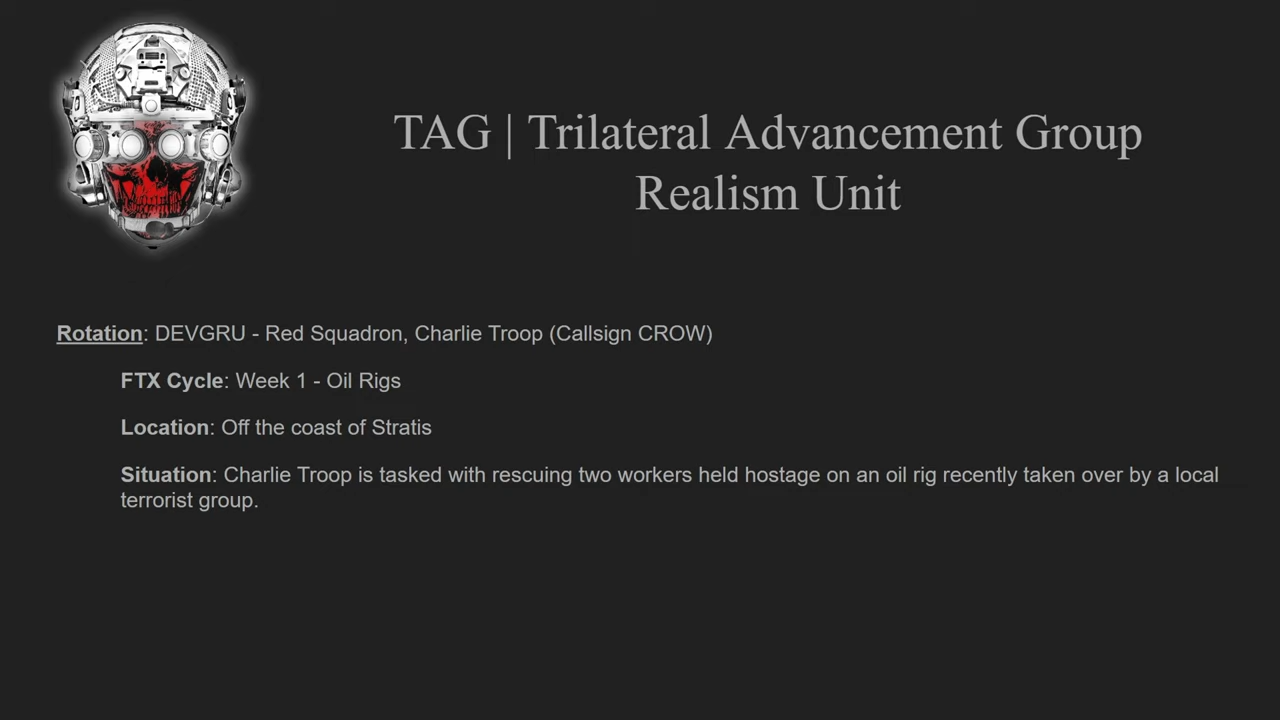 TAG | Trilateral Advancement Group
Realism Unit
Rotation: DEVGRU - Red Squadron, Charlie Troop (Callsign CROW)
FTX Cycle: Week 1 - Oil Rigs
Location: Off the coast of Stratis
Situation: Charlie Troop is tasked with rescuing two workers held hostage on an oil rig recently taken over by a local
terrorist group.